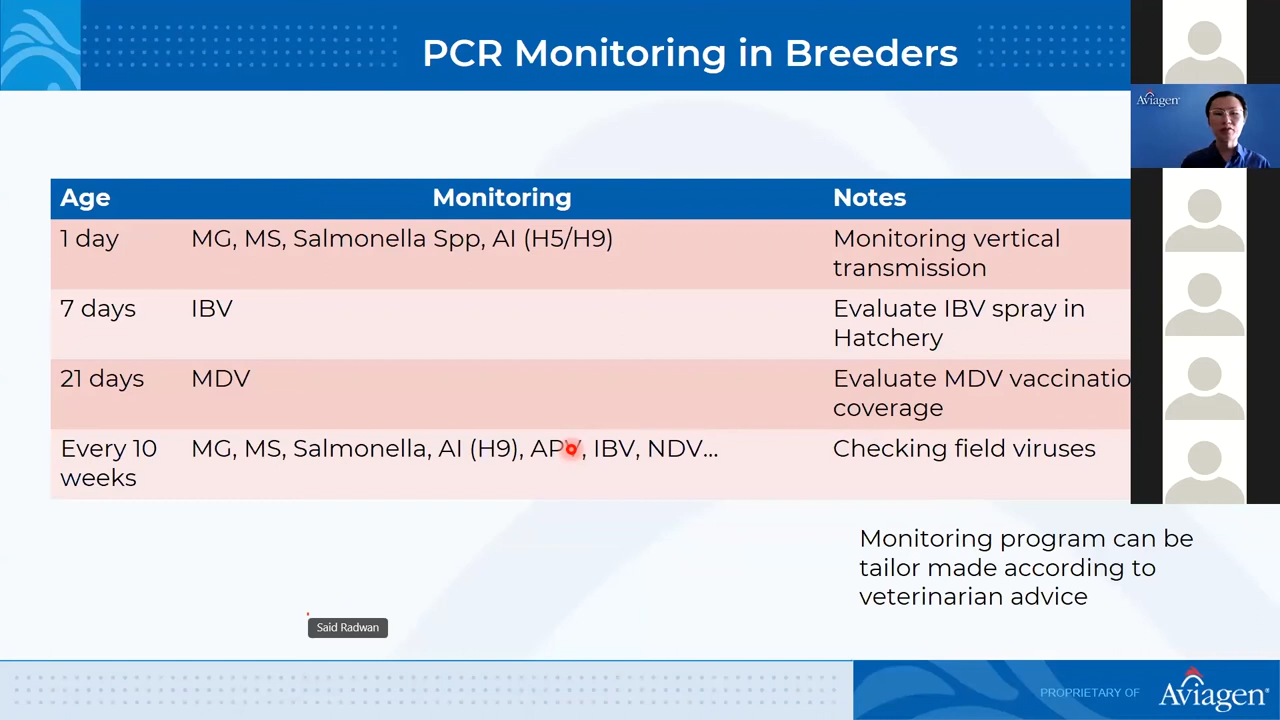 PCR Monitoring in Breeders
Aviagen
Age Monitoring Notes
1 day MG, MS, Salmonella Spp, AI (H5/H9) Monitoring vertical
transmission
7 days IBV Evaluate IBV spray in
Hatchery
21 days MDV Evaluate MDV vaccinatio
coverage
Every 10 MG, MS, Salmonella, AI (H9), APV, IBV, NDV... Checking field viruses
weeks
Monitoring program can be
tailor made according to
veterinarian advice
Said Radwan
PROPRIETARY OF Aviagen®